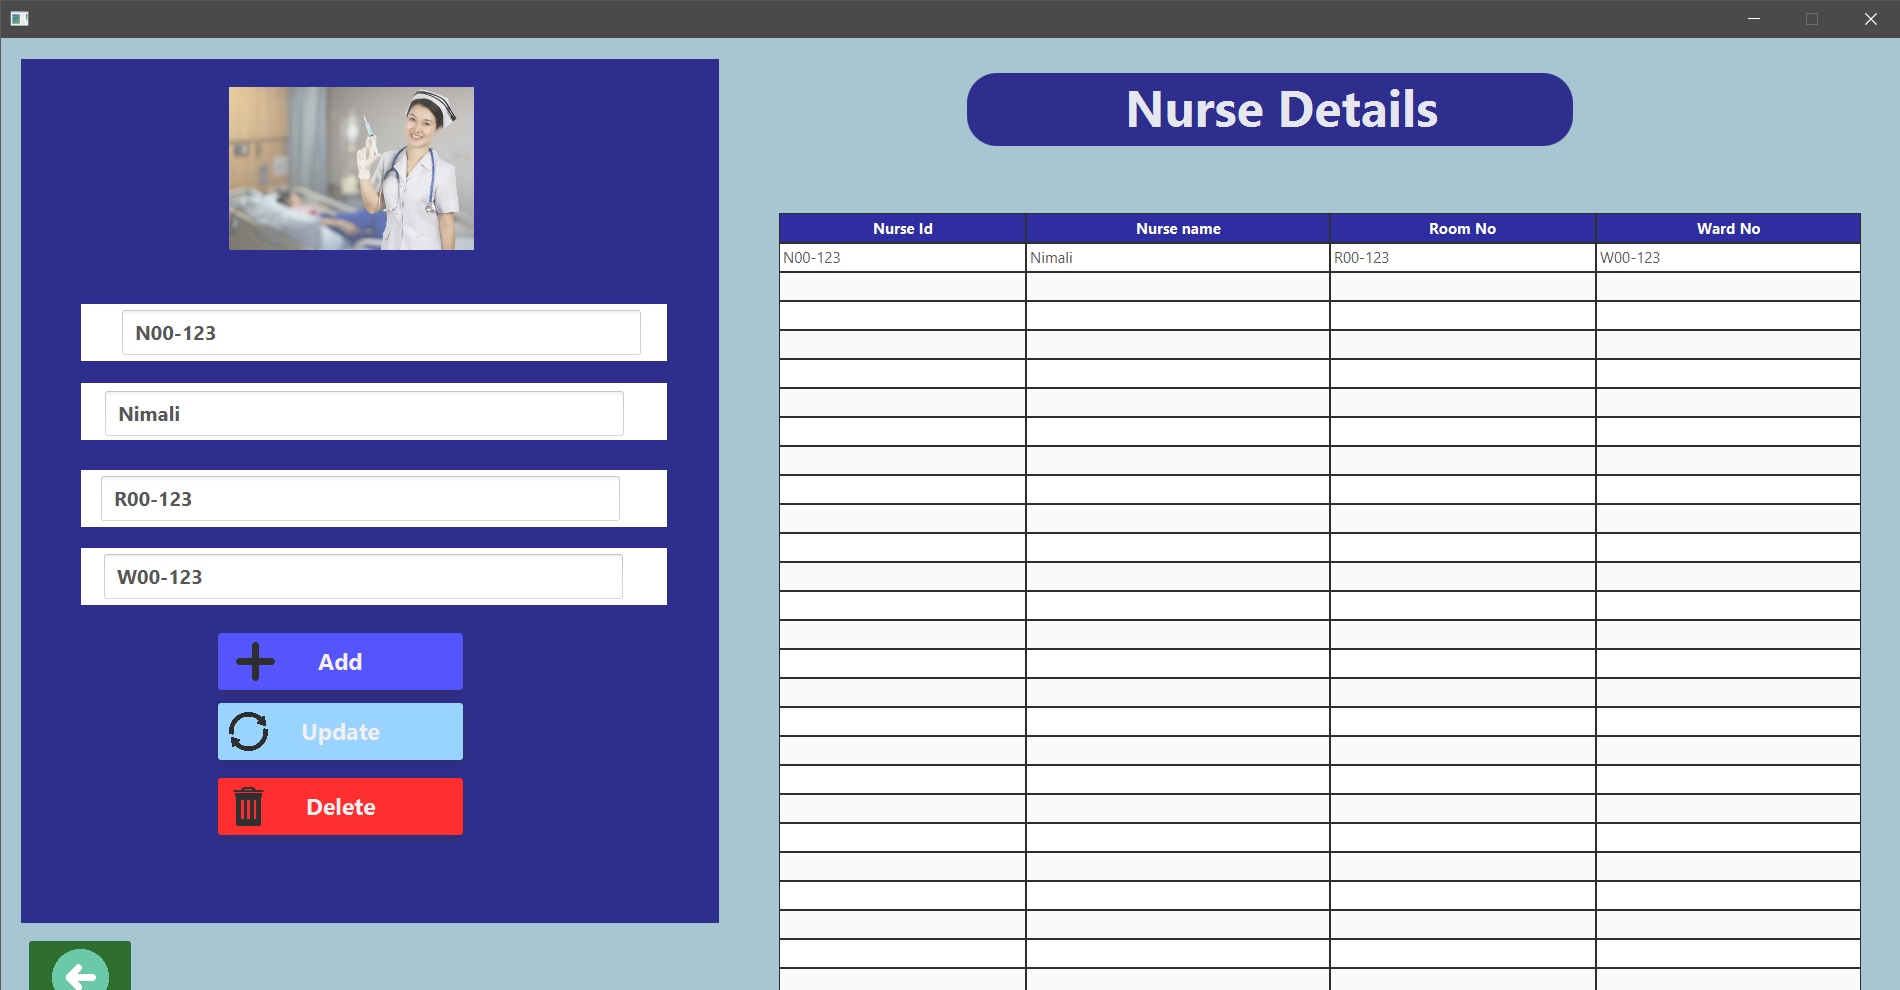 Nurse Details
N00-123
Nimali
R00-123
W00-123
Add
Update
Delete
Nurse Id Nurse name Room No Ward No
N00-123 Nimali R00-123 W00-123